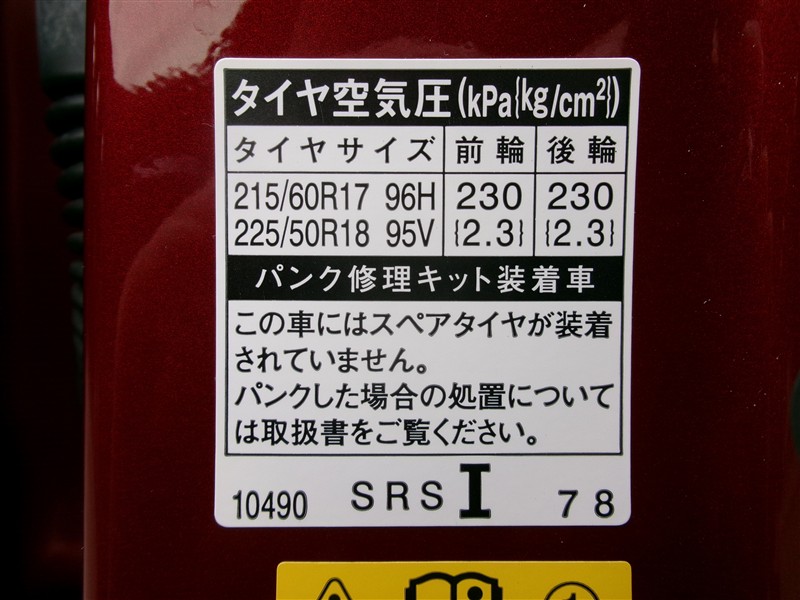 タイヤ空気圧(kPa{kg/cm²})
タイヤサイズ 前輪 後輪
215/60R17 96H 230 230
225/50R18 95V {2.3} {2.3}
パンク修理キット装着車
この車にはスペアタイヤが装着
されていません。
パンクした場合の処置について
は取扱書をご覧ください。
10490 SRS I 78